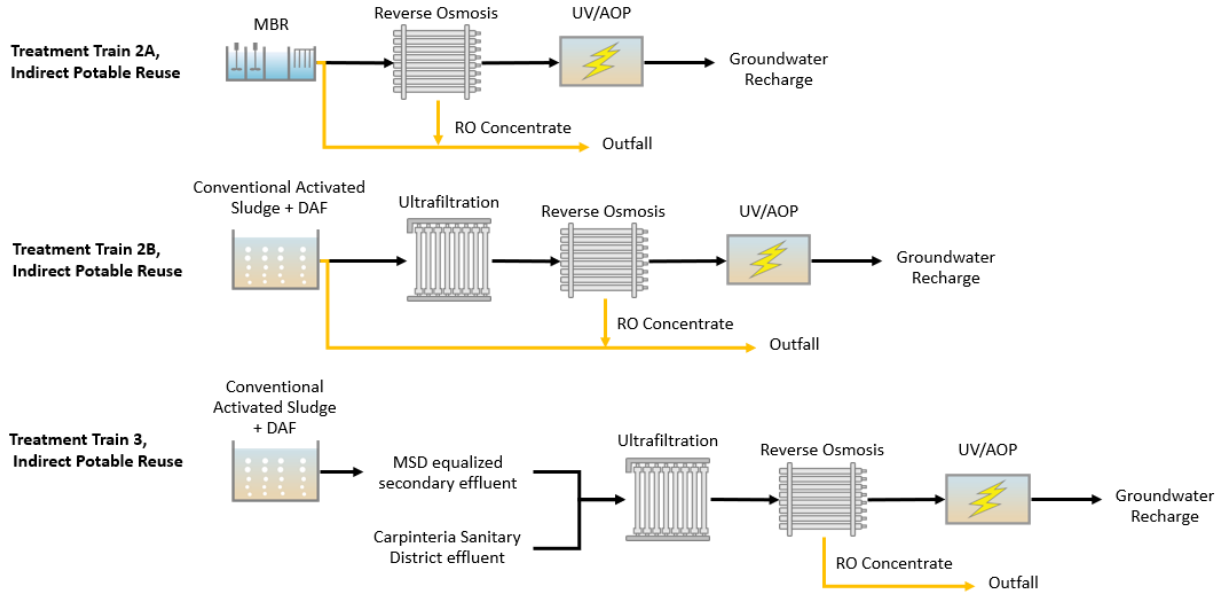 Treatment Train 2A,
Indirect Potable Reuse
MBR
Reverse Osmosis
UV/AOP
Groundwater
Recharge
RO Concentrate
Outfall
Treatment Train 2B,
Indirect Potable Reuse
Conventional Activated
Sludge + DAF
Ultrafiltration
Reverse Osmosis
UV/AOP
Groundwater
Recharge
RO Concentrate
Outfall
Treatment Train 3,
Indirect Potable Reuse
Conventional
Activated Sludge
+ DAF
MSD equalized
secondary effluent
Carpinteria Sanitary
District effluent
Ultrafiltration
Reverse Osmosis
UV/AOP
Groundwater
Recharge
RO Concentrate
Outfall